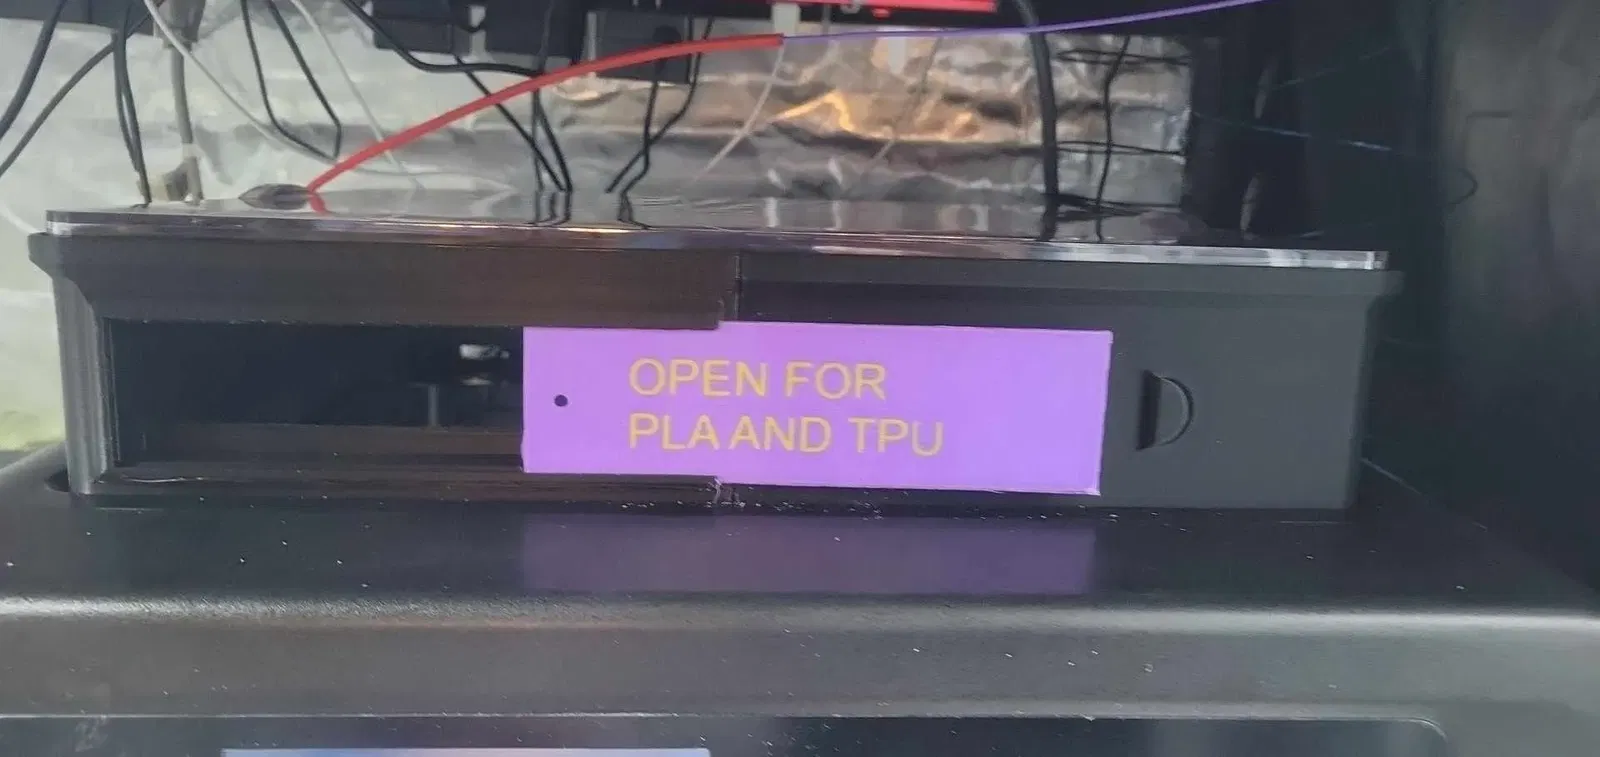 OPEN FOR
PLA AND TPU